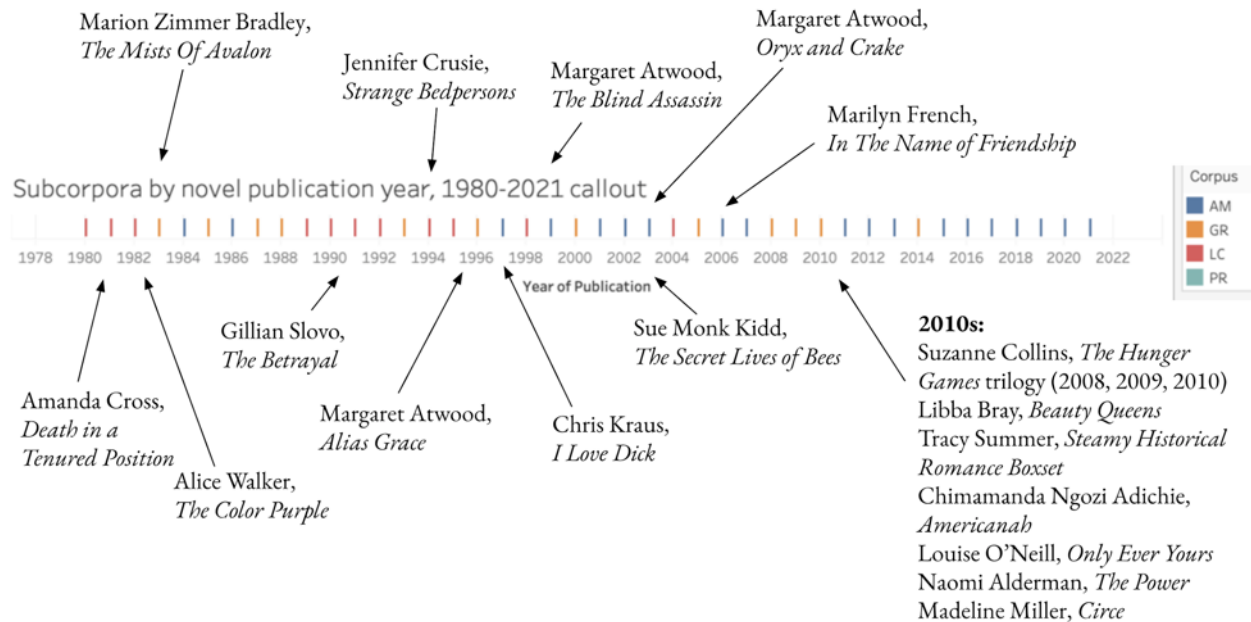 Marion Zimmer Bradley,
The Mists Of Avalon
Jennifer Crusie,
Strange Bedpersons
Margaret Atwood,
The Blind Assassin
Margaret Atwood,
Oryx and Crake
Marilyn French,
In The Name of Friendship
Subcorpora by novel publication year, 1980-2021 callout
1978 1980 1982 1984 1986 1988 1990 1992 1994 1996 1998 2000 2002 2004 2006 2008 2010 2012 2014 2016 2018 2020 2022
Year of Publication
Corpus
AM
GR
LC
PR
Amanda Cross,
Death in a
Tenured Position
Alice Walker,
The Color Purple
Gillian Slovo,
The Betrayal
Margaret Atwood,
Alias Grace
Chris Kraus,
I Love Dick
Sue Monk Kidd,
The Secret Lives of Bees
2010s:
Suzanne Collins, The Hunger
Games trilogy (2008, 2009, 2010)
Libba Bray, Beauty Queens
Tracy Summer, Steamy Historical
Romance Boxset
Chimamanda Ngozi Adichie,
Americanah
Louise O’Neill, Only Ever Yours
Naomi Alderman, The Power
Madeline Miller, Circe